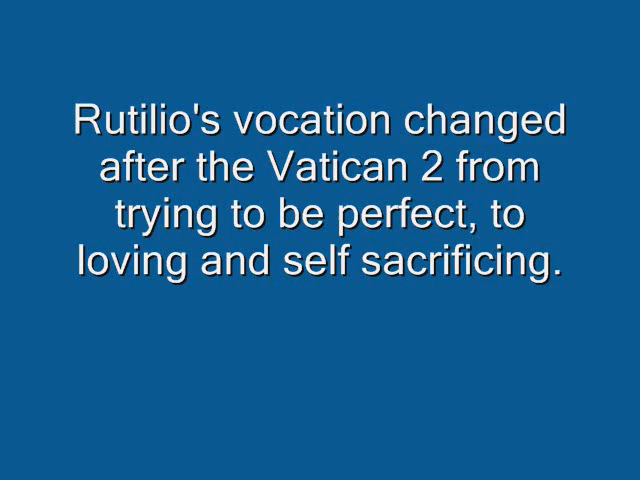 Rutilio's vocation changed
after the Vatican 2 from
trying to be perfect, to
loving and self sacrificing.